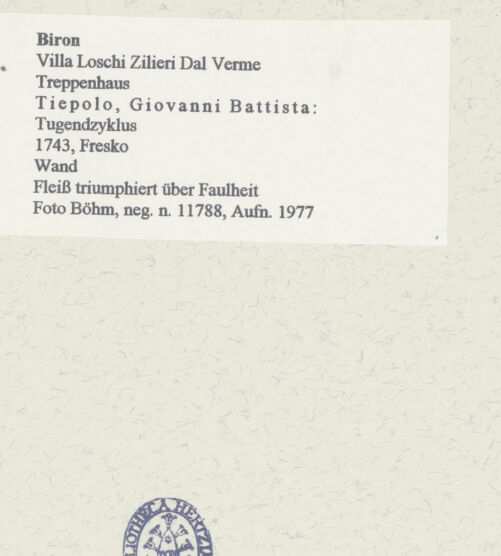 Biron
Villa Loschi Zilieri Dal Verme
Treppenhaus
Tiepolo, Giovanni Battista:
Tugendzyklus
1743, Fresko
Wand
Fleiß triumphiert über Faulheit
Foto Böhm, neg. n. 11788, Aufn. 1977